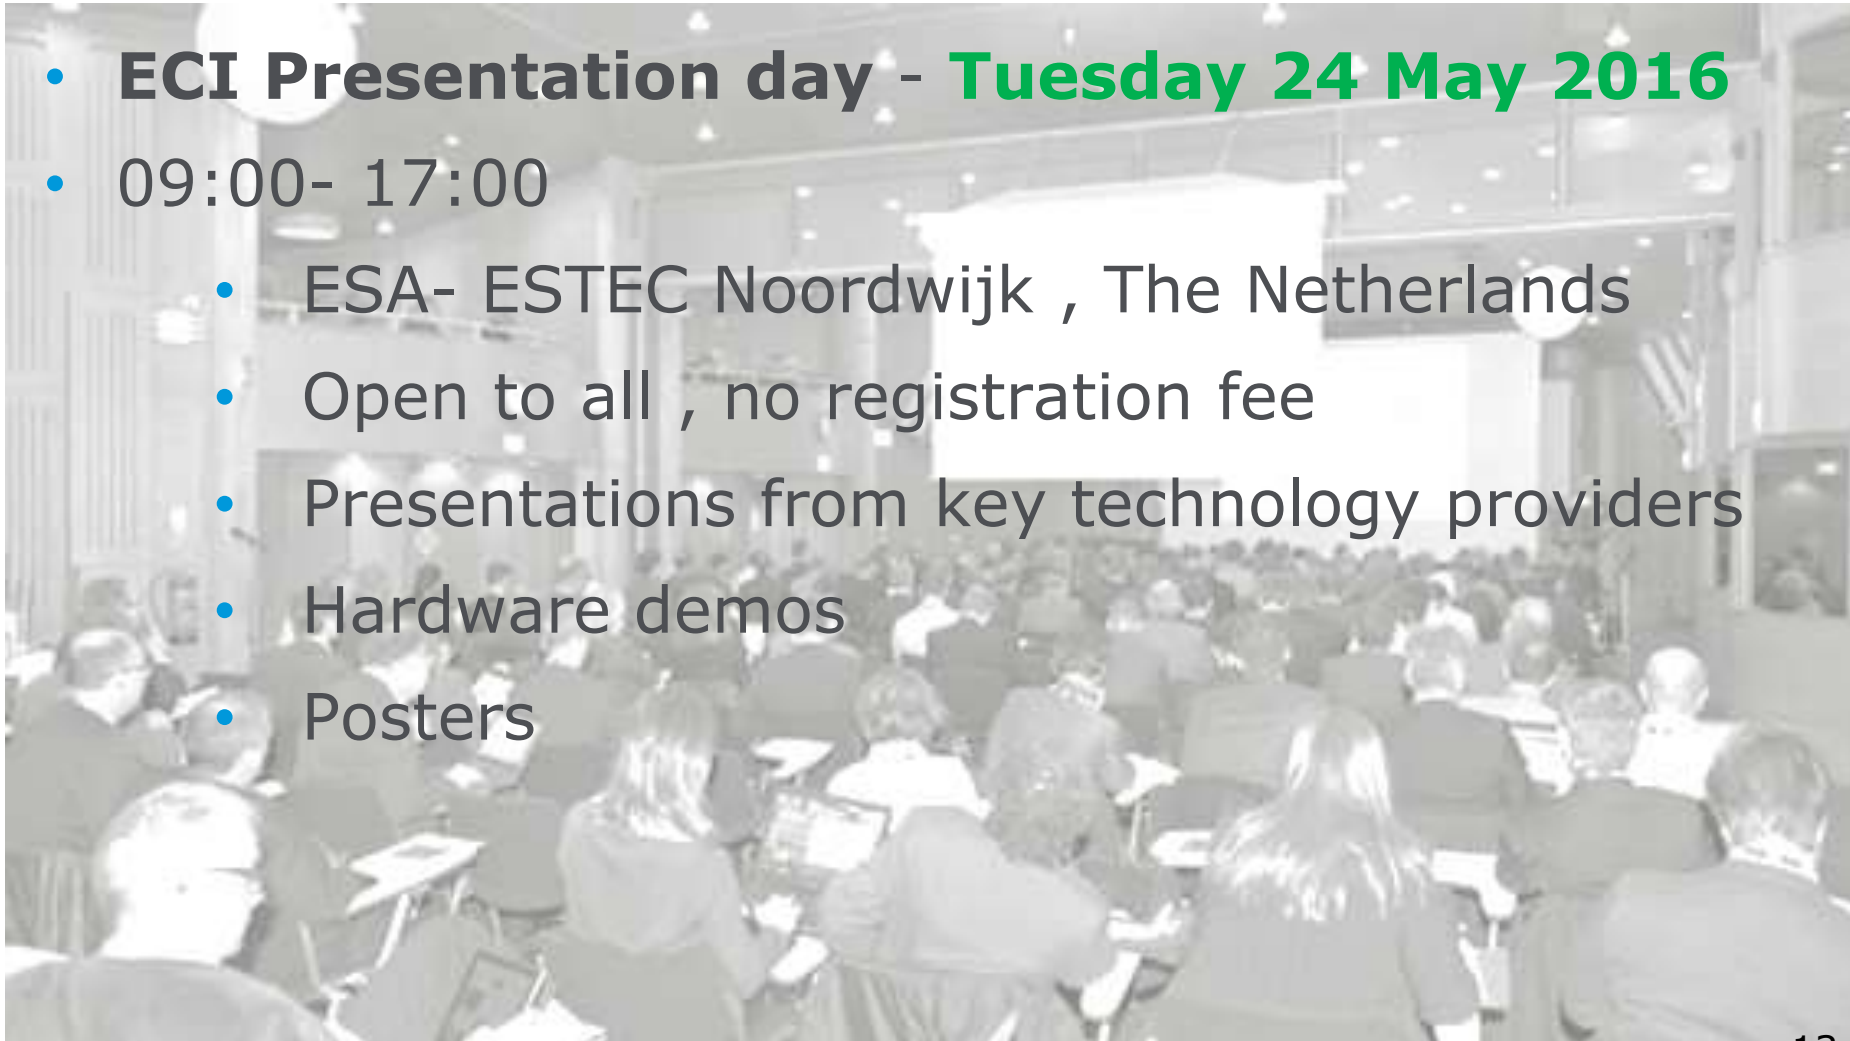 • ECI Presentation day - Tuesday 24 May 2016
• 09:00- 17:00
• ESA- ESTEC Noordwijk , The Netherlands
• Open to all , no registration fee
• Presentations from key technology providers
• Hardware demos
• Posters